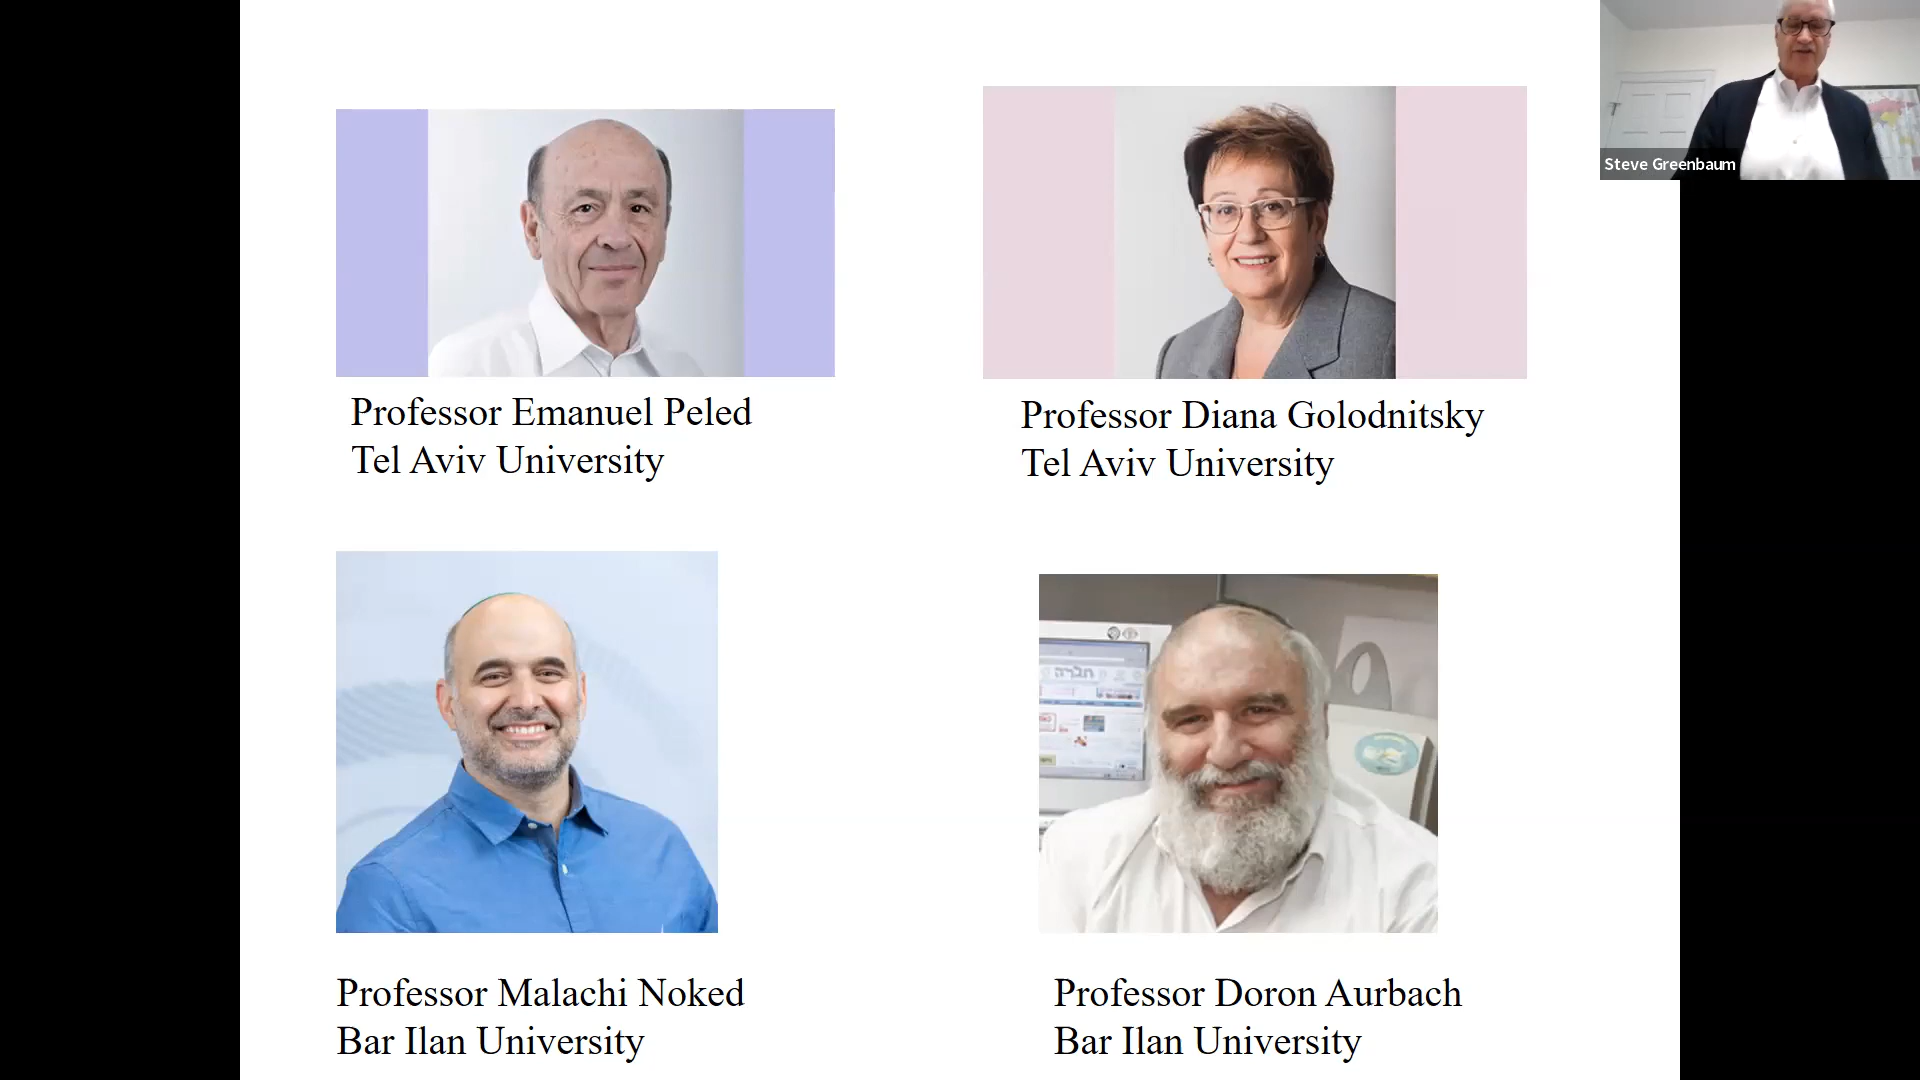 Steve Greenbaum
Professor Emanuel Peled
Tel Aviv University
Professor Diana Golodnitsky
Tel Aviv University
Professor Malachi Noked
Bar Ilan University
Professor Doron Aurbach
Bar Ilan University